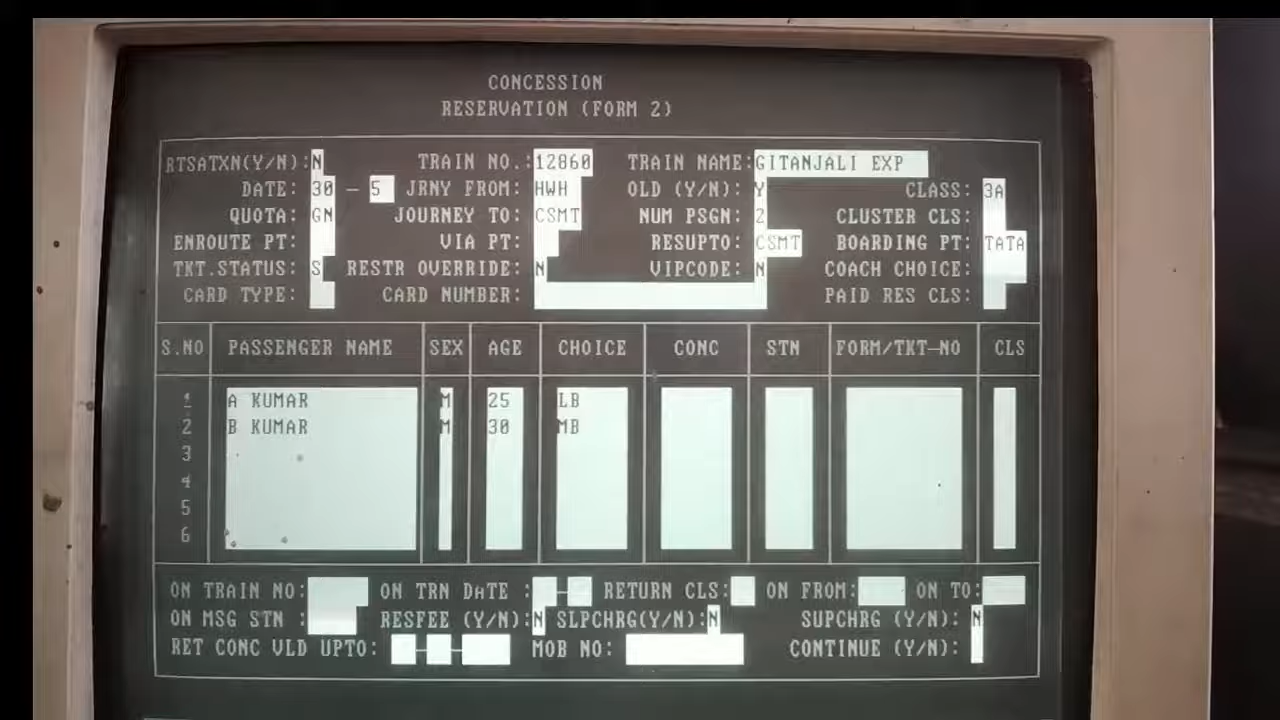 CONCESSION
RESERVATION (FORM 2)
RTSATXN(Y/N):N TRAIN NO.:12860 TRAIN NAME:GITANJALI EXP
DATE: 30 - 5 JRNY FROM: HWH OLD (Y/N): Y CLASS: 3A
QUOTA: GN JOURNEY TO: CSMT NUM PSGN: 2 CLUSTER CLS:
ENROUTE PT: VIA PT: RESUPTO: CSMT BOARDING PT: TATA
TKT.STATUS: S RESTR OVERRIDE: N VIPCODE: N COACH CHOICE:
CARD TYPE: CARD NUMBER: PAID RES CLS:
S.NO PASSENGER NAME SEX AGE CHOICE CONC STN FORM/TKT-NO CLS
1 A KUMAR M 25 LB
2 B KUMAR M 30 MB
3
4
5
6
ON TRAIN NO: ON TRN DATE : - RETURN CLS: ON FROM: ON TO:
ON MSG STN : RESFEE (Y/N):N SLPCHRG(Y/N):N SUPCHRG (Y/N): N
RET CONC VLD UPTO: - - MOB NO: CONTINUE (Y/N):